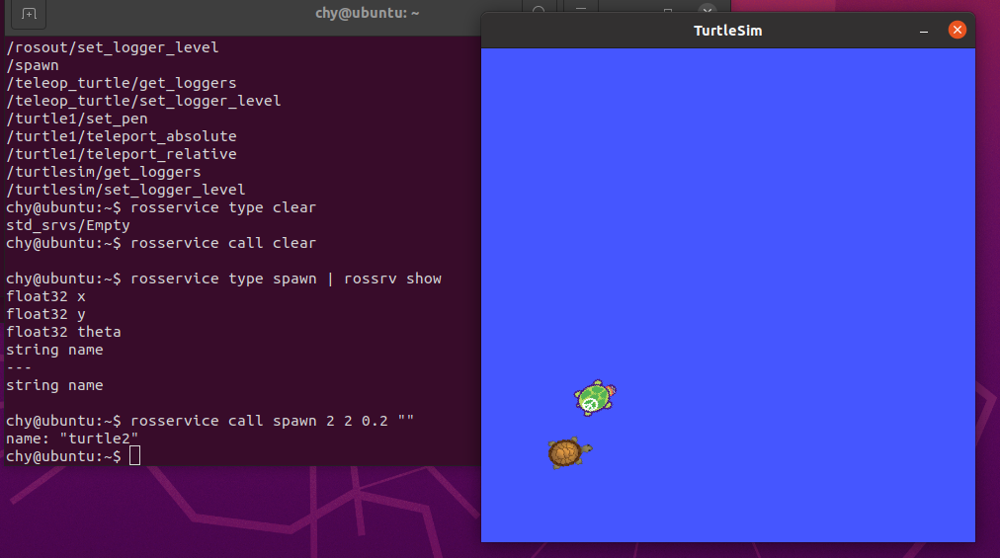 chy@ubuntu: ~
TurtleSim
/rosout/set_logger_level
/spawn
/teleop_turtle/get_loggers
/teleop_turtle/set_logger_level
/turtle1/set_pen
/turtle1/teleport_absolute
/turtle1/teleport_relative
/turtlesim/get_loggers
/turtlesim/set_logger_level
chy@ubuntu:~$ rosservice type clear
std_srvs/Empty
chy@ubuntu:~$ rosservice call clear
chy@ubuntu:~$ rosservice type spawn | rossrv show
float32 x
float32 y
float32 theta
string name
---
string name
chy@ubuntu:~$ rosservice call spawn 2 2 0.2 ""
name: "turtle2"
chy@ubuntu:~$